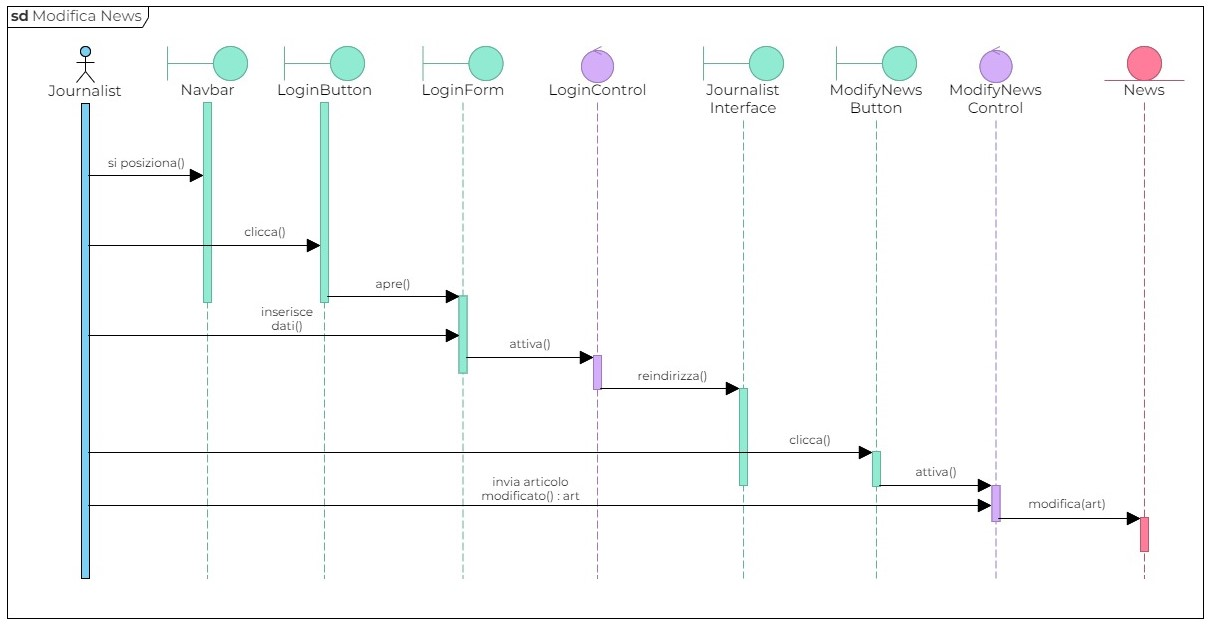 sd Modifica News
Journalist
Navbar
LoginButton
LoginForm
LoginControl
Journalist
Interface
ModifyNews
Button
ModifyNews
Control
News
si posiziona()
clicca()
apre()
inserisce
dati()
attiva()
reindirizza()
clicca()
attiva()
invia articolo
modificato() : art
modifica(art)